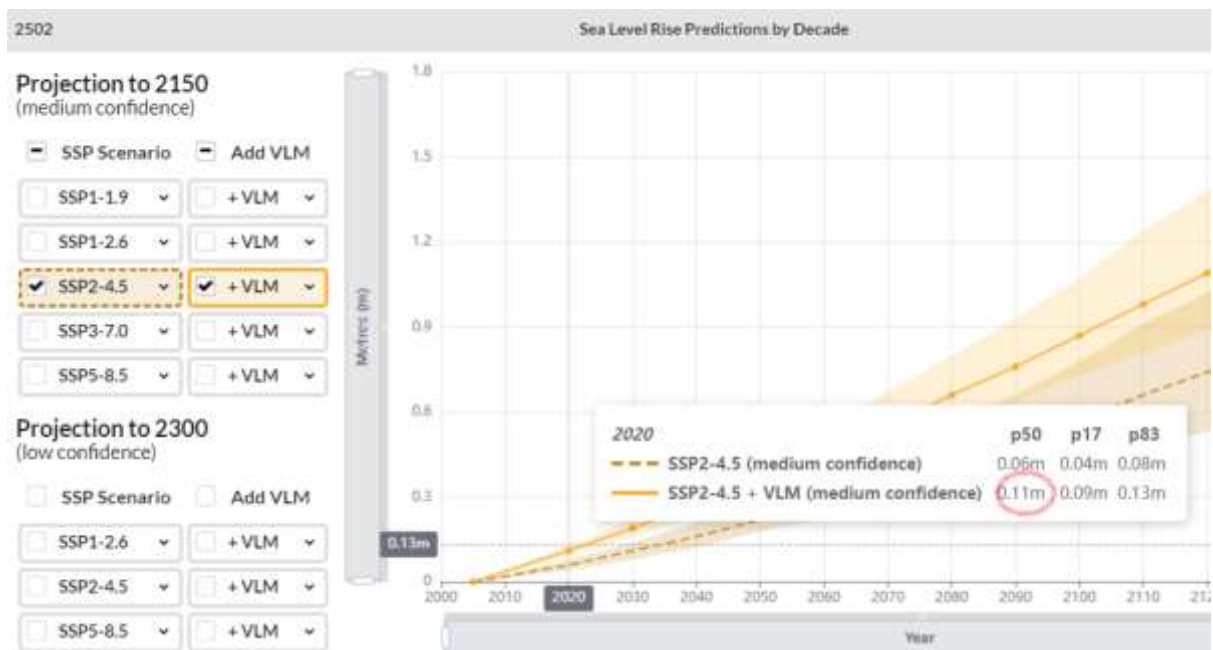 2502
Sea Level Rise Predictions by Decade
Projection to 2150
(medium confidence)
SSP Scenario
Add VLM
SSP1-1.9
+ VLM
SSP1-2.6
+ VLM
SSP2-4.5
+ VLM
SSP3-7.0
+ VLM
SSP5-8.5
+ VLM
Projection to 2300
(low confidence)
SSP Scenario
Add VLM
SSP1-2.6
+ VLM
SSP2-4.5
+ VLM
SSP5-8.5
+ VLM
Metres (m)
1.8
1.5
1.2
0.9
0.6
0.3
0.13m
0
2020 p50 p17 p83
SSP2-4.5 (medium confidence) 0.06m 0.04m 0.08m
SSP2-4.5 + VLM (medium confidence) 0.11m 0.09m 0.13m
2000 2010 2020 2030 2040 2050 2060 2070 2080 2090 2100 2110 212
Year